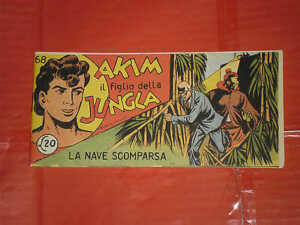 68
AKIM
il figlio della
JUNGLA
L. 20
LA NAVE SCOMPARSA